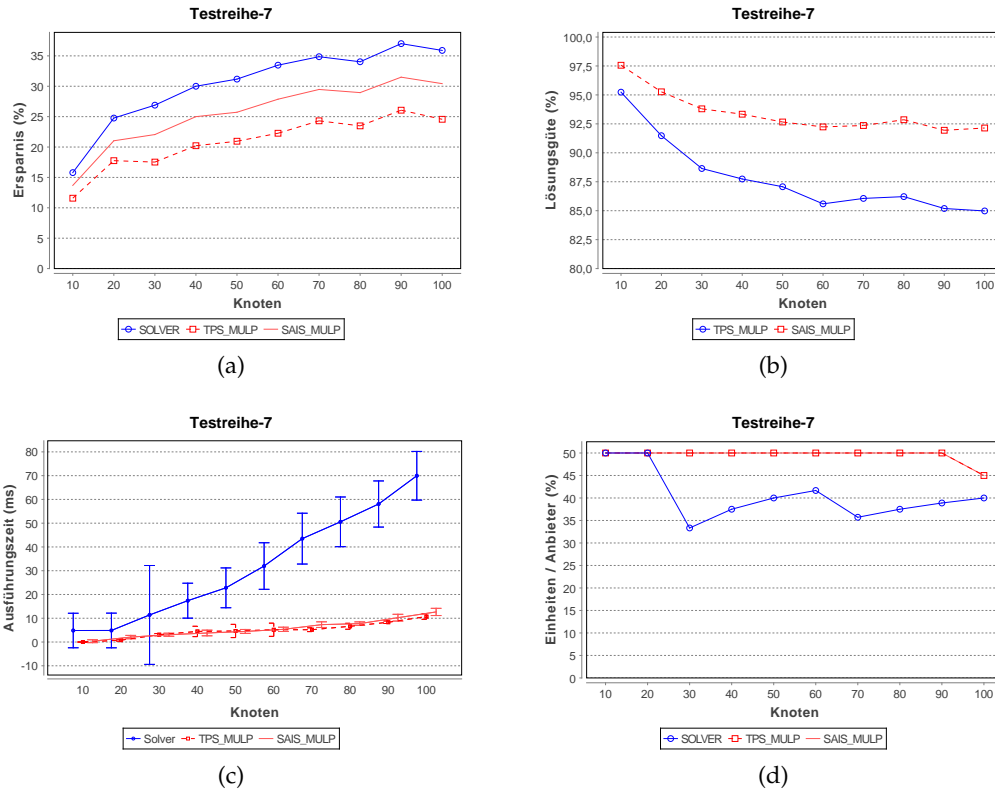 Testreihe-7
Ersparnis (%)
35
30
25
20
15
10
5
0
10 20 30 40 50 60 70 80 90 100
Knoten
SOLVER TPS_MULP SAIS_MULP
(a)
Testreihe-7
Lösungsgüte (%)
100,0
97,5
95,0
92,5
90,0
87,5
85,0
82,5
80,0
10 20 30 40 50 60 70 80 90 100
Knoten
TPS_MULP SAIS_MULP
(b)
Testreihe-7
Ausführungszeit (ms)
80
70
60
50
40
30
20
10
0
-10
10 20 30 40 50 60 70 80 90 100
Knoten
Solver TPS_MULP SAIS_MULP
(c)
Testreihe-7
Einheiten / Anbieter (%)
50
45
40
35
30
25
20
15
10
5
0
10 20 30 40 50 60 70 80 90 100
Knoten
SOLVER TPS_MULP SAIS_MULP
(d)